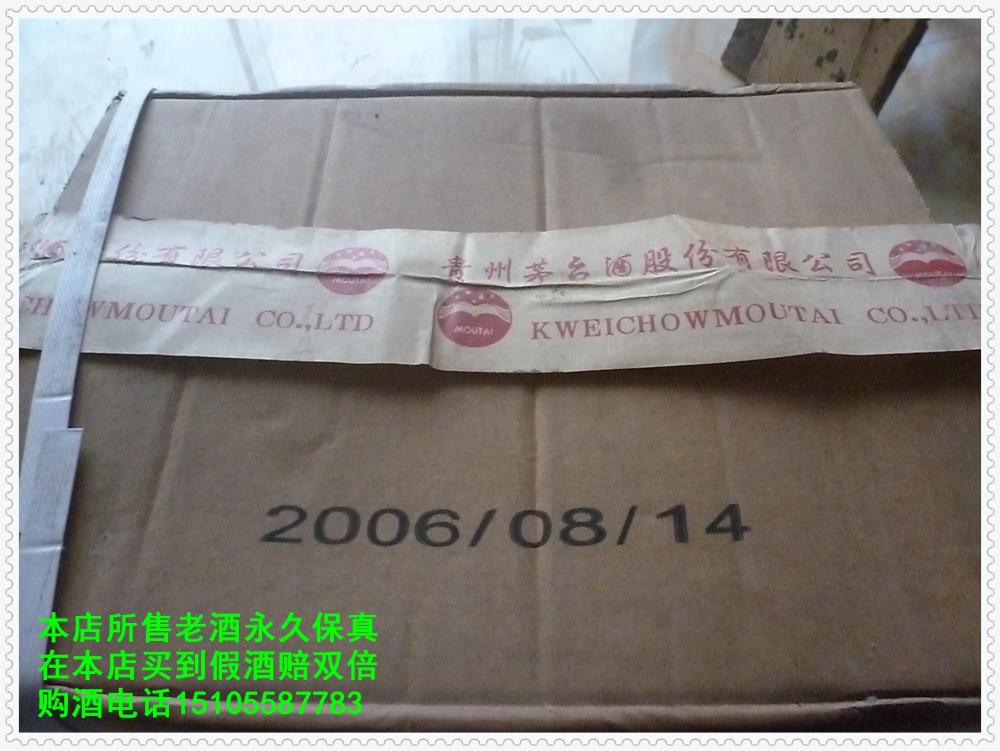 份有限公司 贵州茅台酒股份有限公司
MOUTAI MOUTAI
CHOWMOUTAI CO.,LTD MOUTAI KWEICHOWMOUTAI CO.,LTD
2006/08/14
本店所售老酒永久保真
在本店买到假酒赔双倍
购酒电话15105587783